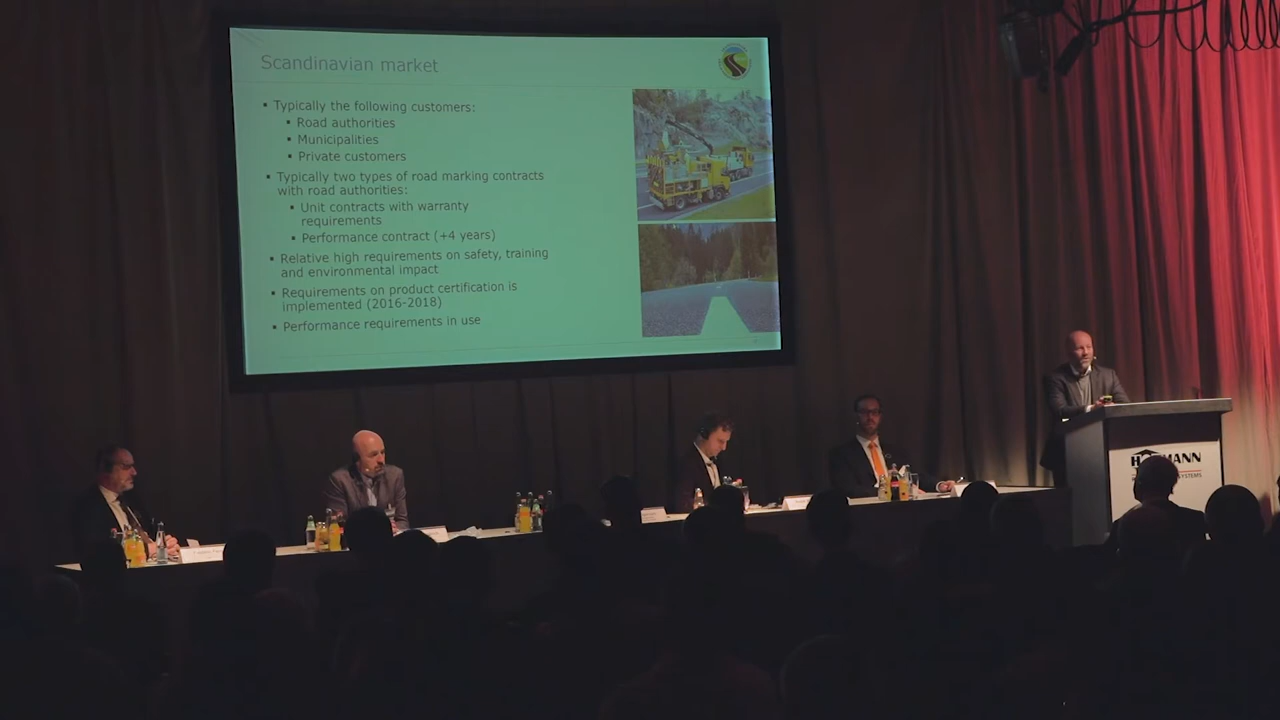 Scandinavian market
▪ Typically the following customers:
▪ Road authorities
▪ Municipalities
▪ Private customers
▪ Typically two types of road marking contracts
with road authorities:
▪ Unit contracts with warranty
requirements
▪ Performance contract (+4 years)
▪ Relative high requirements on safety, training
and environmental impact
▪ Requirements on product certification is
implemented (2016-2018)
▪ Performance requirements in use
MANN
SYSTEMS